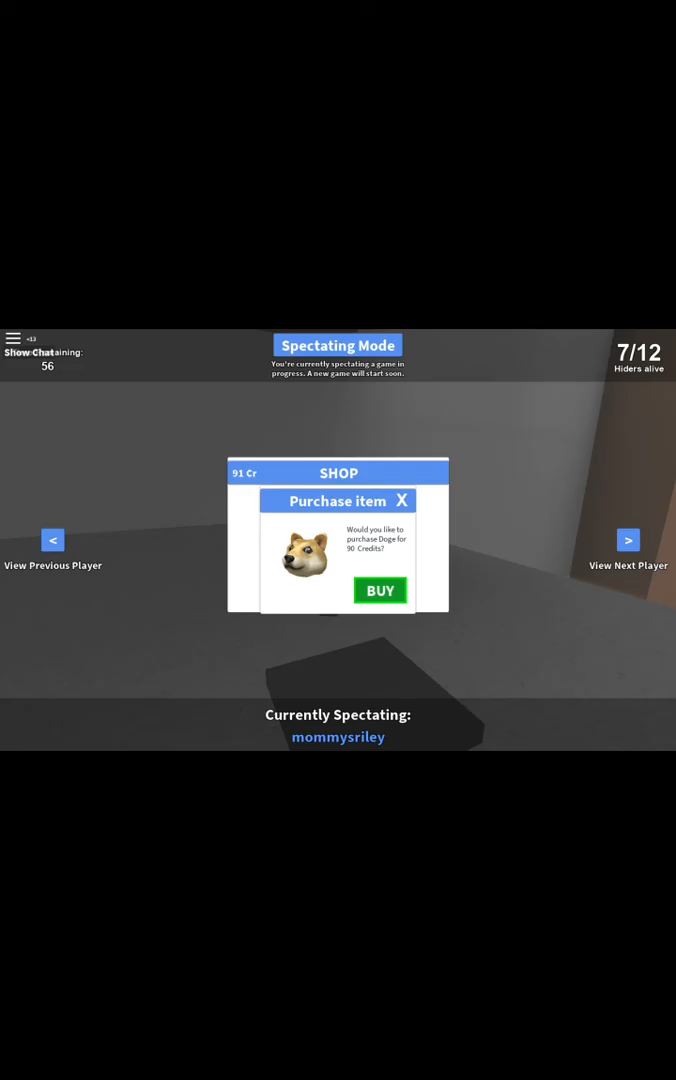 +13
Show Chat
aining:
56
Spectating Mode
You're currently spectating a game in
progress. A new game will start soon.
7/12
Hiders alive
91 Cr
SHOP
Purchase item
X
Would you like to
purchase Doge for
90 Credits?
BUY
<
View Previous Player
>
View Next Player
Currently Spectating:
mommysriley